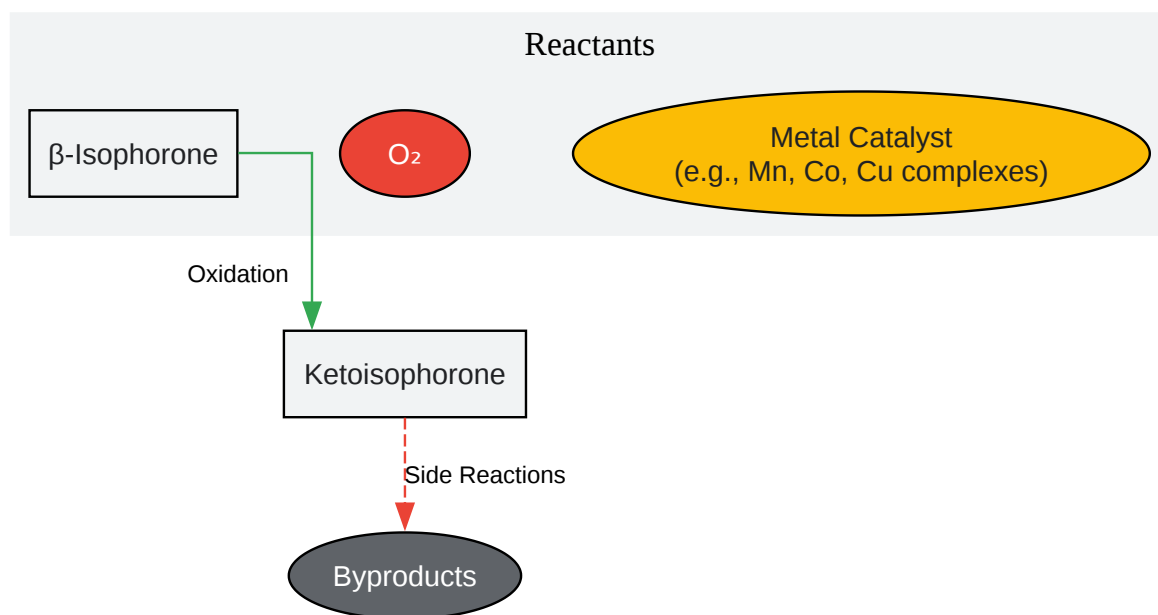 Reactants
β-Isophorone
O₂
Metal Catalyst
(e.g., Mn, Co, Cu complexes)
Oxidation
Ketoisophorone
Side Reactions
Byproducts